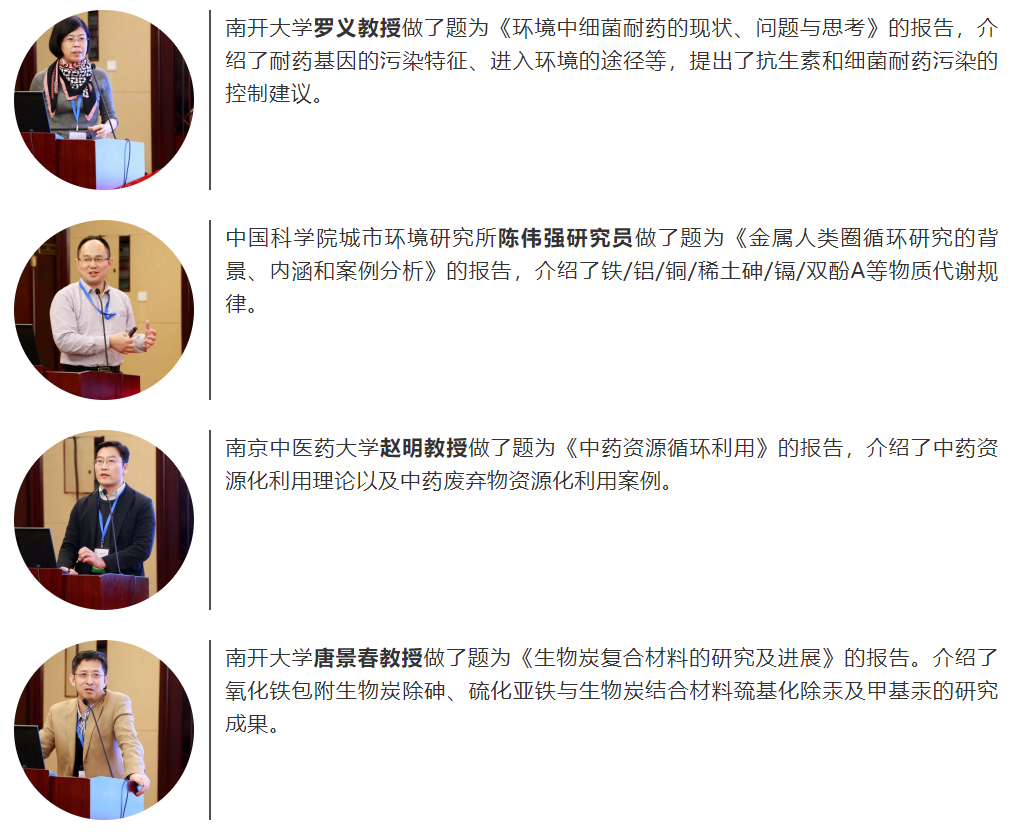 南开大学罗义教授做了题为《环境中细菌耐药的现状、问题与思考》的报告，介
绍了耐药基因的污染特征、进入环境的途径等，提出了抗生素和细菌耐药污染的
控制建议。
中国科学院城市环境研究所陈伟强研究员做了题为《金属人类圈循环研究的背
景、内涵和案例分析》的报告，介绍了铁/铝/铜/稀土砷/镉/双酚A等物质代谢规
律。
南京中医药大学赵明教授做了题为《中药资源循环利用》的报告，介绍了中药资
源化利用理论以及中药废弃物资源化利用案例。
南开大学唐景春教授做了题为《生物炭复合材料的研究及进展》的报告。介绍了
氧化铁包附生物炭除砷、硫化亚铁与生物炭结合材料巯基化除汞及甲基汞的研究
成果。